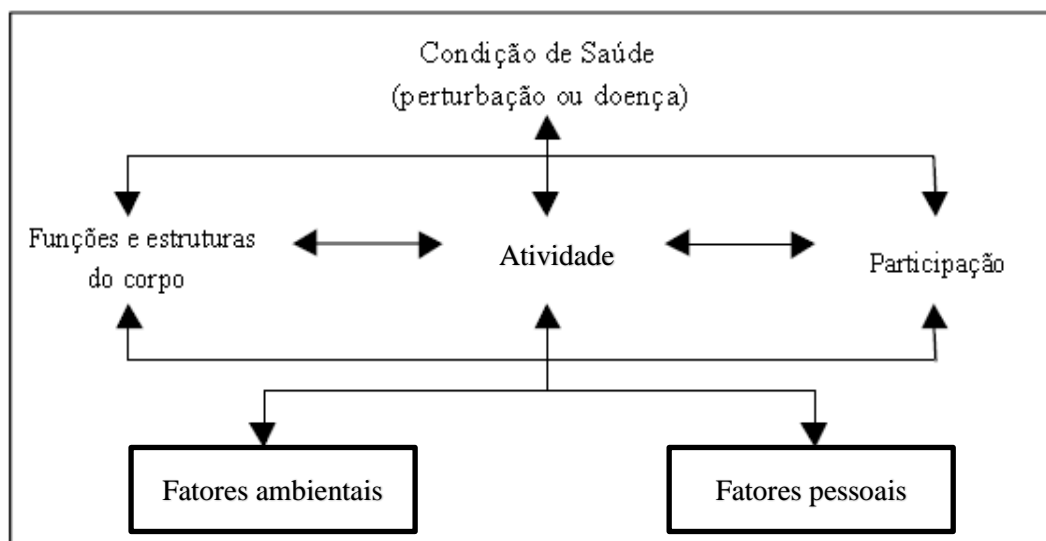 Condição de Saúde
(perturbação ou doença)
Funções e estruturas
do corpo
Atividade
Participação
Fatores ambientais
Fatores pessoais